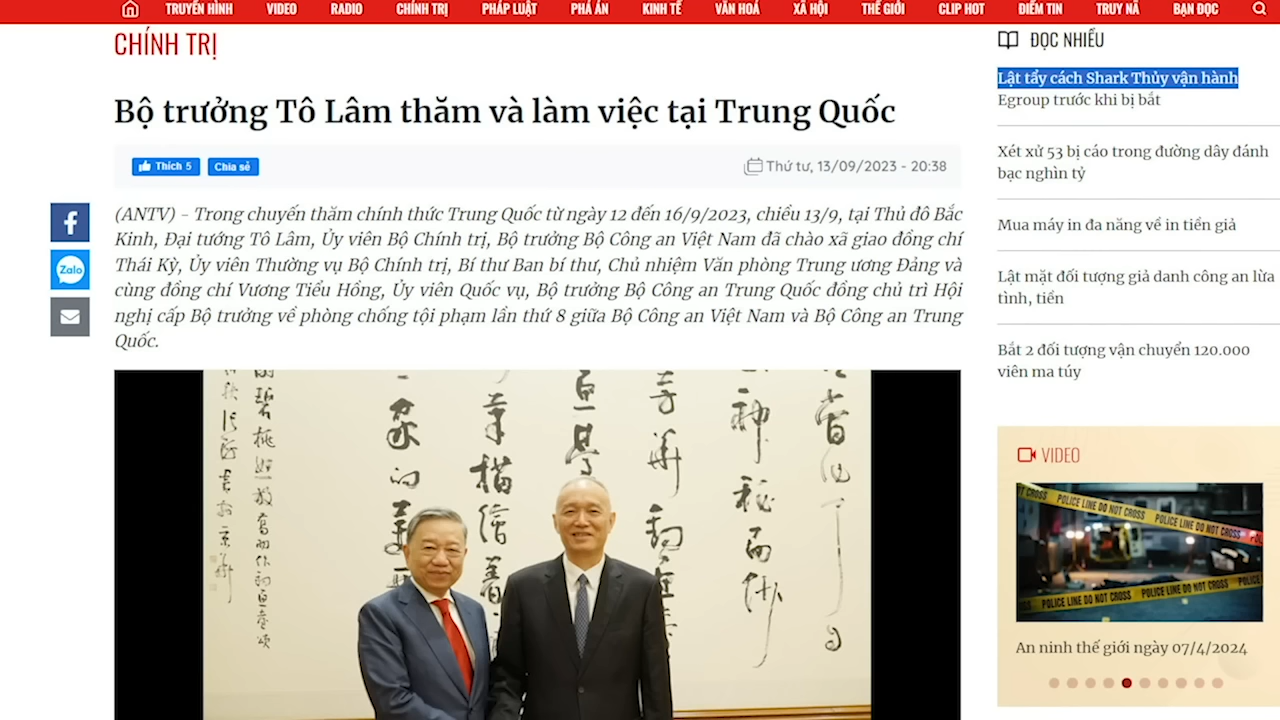 TRUYỀN HÌNH VIDEO RADIO CHÍNH TRỊ PHÁP LUẬT PHÁ ÁN KINH TẾ VĂN HOÁ XÃ HỘI THẾ GIỚI CLIP HOT ĐIỂM TIN TRUY NÃ BẠN ĐỌC
CHÍNH TRỊ
Bộ trưởng Tô Lâm thăm và làm việc tại Trung Quốc
Thích 5 Chia sẻ
Thứ tư, 13/09/2023 - 20:38
Zalo
(ANTV) - Trong chuyến thăm chính thức Trung Quốc từ ngày 12 đến 16/9/2023, chiều 13/9, tại Thủ đô Bắc
Kinh, Đại tướng Tô Lâm, Ủy viên Bộ Chính trị, Bộ trưởng Bộ Công an Việt Nam đã chào xã giao đồng chí
Thái Kỳ, Ủy viên Thường vụ Bộ Chính trị, Bí thư Ban bí thư, Chủ nhiệm Văn phòng Trung ương Đảng và
cùng đồng chí Vương Tiểu Hồng, Ủy viên Quốc vụ, Bộ trưởng Bộ Công an Trung Quốc đồng chủ trì Hội
nghị cấp Bộ trưởng về phòng chống tội phạm lần thứ 8 giữa Bộ Công an Việt Nam và Bộ Công an Trung
Quốc.
ĐỌC NHIỀU
Lật tẩy cách Shark Thủy vận hành
Egroup trước khi bị bắt
Xét xử 53 bị cáo trong đường dây đánh
bạc nghìn tỷ
Mua máy in đa năng về in tiền giả
Lật mặt đối tượng giả danh công an lừa
tình, tiền
Bắt 2 đối tượng vận chuyển 120.000
viên ma túy
VIDEO
POLICE LINE DO NOT CROSS
POLICE LINE DO NOT CROSS
An ninh thế giới ngày 07/4/2024